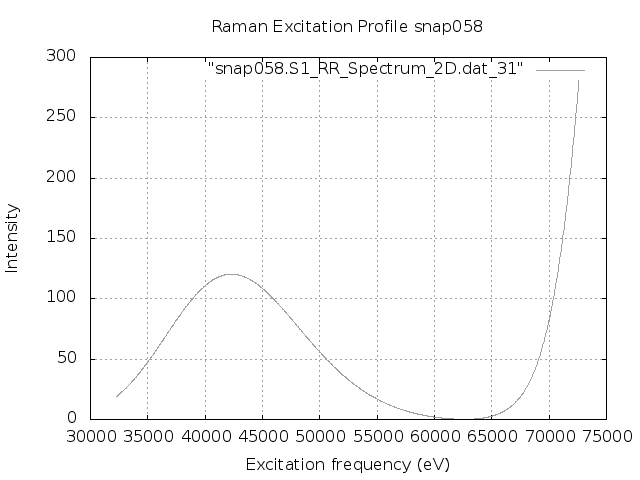 Raman Excitation Profile snap058
300
"snap058.S1_RR_Spectrum_2D.dat_31"
250
200
150
100
50
0
Intensity
30000 35000 40000 45000 50000 55000 60000 65000 70000 75000
Excitation frequency (eV)